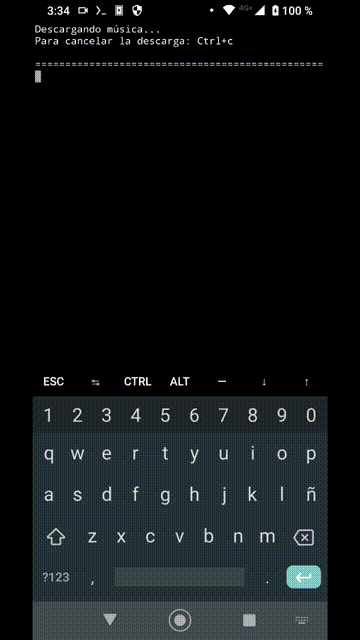 3:34 4G+ 100 %
Descargando música...
Para cancelar la descarga: Ctrl+c
================================================
ESC ⇆ CTRL ALT — ↓ ↑
1 2 3 4 5 6 7 8 9 0
q w e r t y u i o p
a s d f g h j k l ñ
z x c v b n m
?123 , .